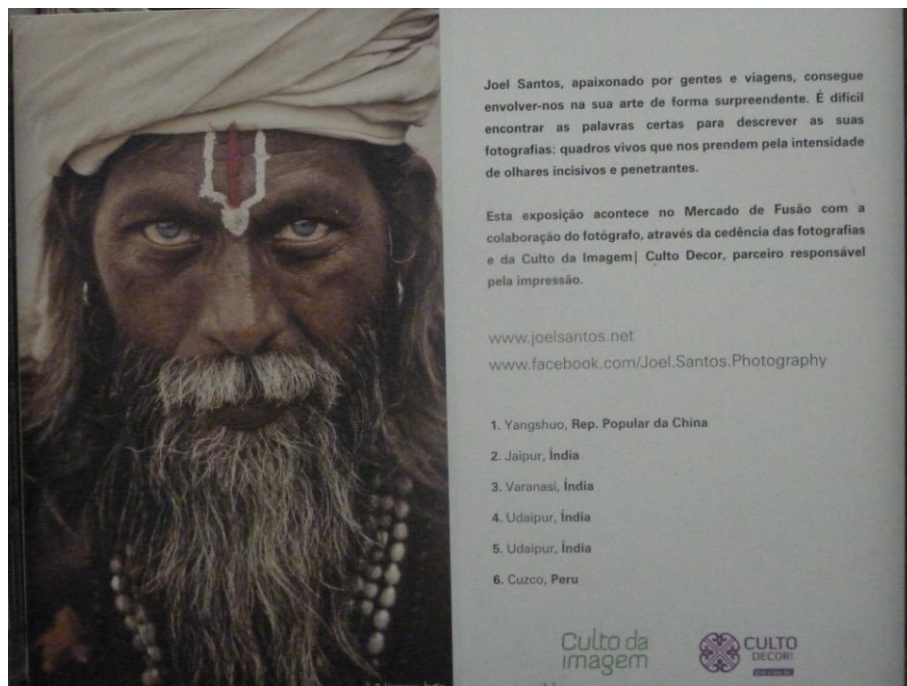 Joel Santos, apaixonado por gentes e viagens, consegue
envolver-nos na sua arte de forma surpreendente. É difícil
encontrar as palavras certas para descrever as suas
fotografias: quadros vivos que nos prendem pela intensidade
de olhares incisivos e penetrantes.
Esta exposição acontece no Mercado de Fusão com a
colaboração do fotógrafo, através da cedência das fotografias
e da Culto da Imagem| Culto Decor, parceiro responsável
pela impressão.
www.joelsantos.net
www.facebook.com/Joel.Santos.Photography
1. Yangshuo, Rep. Popular da China
2. Jaipur, Índia
3. Varanasi, Índia
4. Udaipur, Índia
5. Udaipur, Índia
6. Cuzco, Peru
Culto da
imagem
CULTO
DECOR!